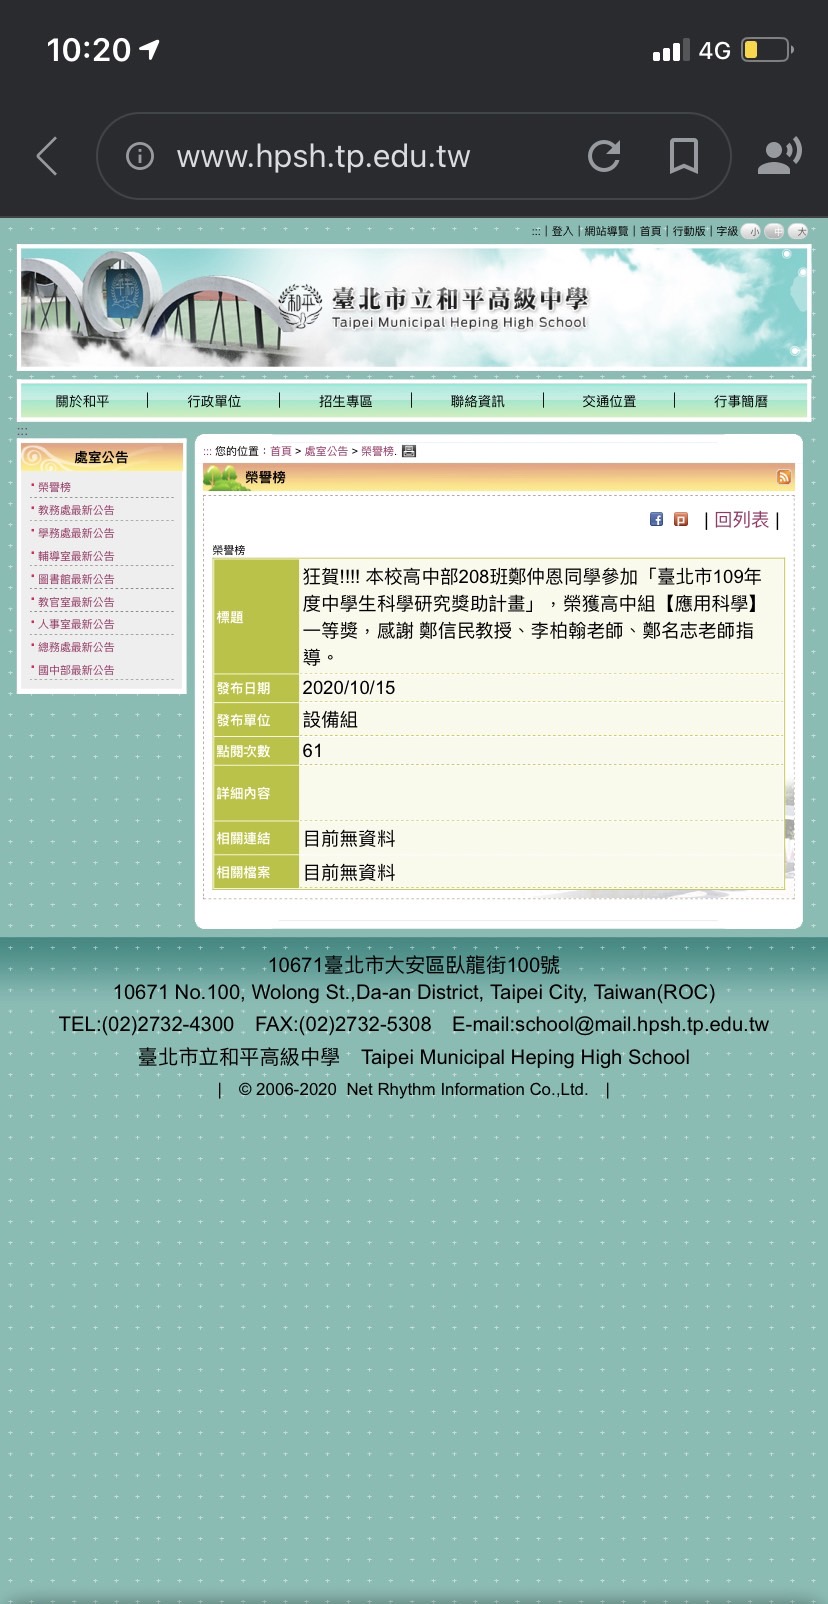 10:20
4G
www.hpsh.tp.edu.tw
::: | 登入 | 網站導覽 | 首頁 | 行動版 | 字級 小 中 大
和平 臺北市立和平高級中學
Taipei Municipal Heping High School
關於和平 | 行政單位 | 招生專區 | 聯絡資訊 | 交通位置 | 行事簡曆
:::
處室公告
榮譽榜
教務處最新公告
學務處最新公告
輔導室最新公告
圖書館最新公告
教官室最新公告
人事室最新公告
總務處最新公告
國中部最新公告
::: 您的位置：首頁 > 處室公告 > 榮譽榜.
榮譽榜
| 回列表 |
榮譽榜
標題
狂賀!!!! 本校高中部208班鄭仲恩同學參加「臺北市109年
度中學生科學研究獎助計畫」，榮獲高中組【應用科學】
一等獎，感謝 鄭信民教授、李柏翰老師、鄭名志老師指
導。
發布日期 2020/10/15
發布單位 設備組
點閱次數 61
詳細內容
相關連結 目前無資料
相關檔案 目前無資料
10671臺北市大安區臥龍街100號
10671 No.100, Wolong St.,Da-an District, Taipei City, Taiwan(ROC)
TEL:(02)2732-4300 FAX:(02)2732-5308 E-mail:school@mail.hpsh.tp.edu.tw
臺北市立和平高級中學 Taipei Municipal Heping High School
| © 2006-2020 Net Rhythm Information Co.,Ltd. |